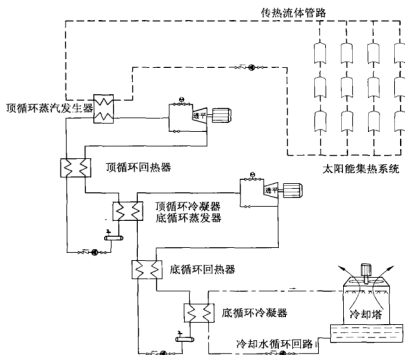 传热流体管路
顶循环蒸汽发生器
透平
顶循环回热器
太阳能集热系统
透平
顶循环冷凝器
底循环蒸发器
底循环回热器
底循环冷凝器
冷却塔
冷却水循环回路